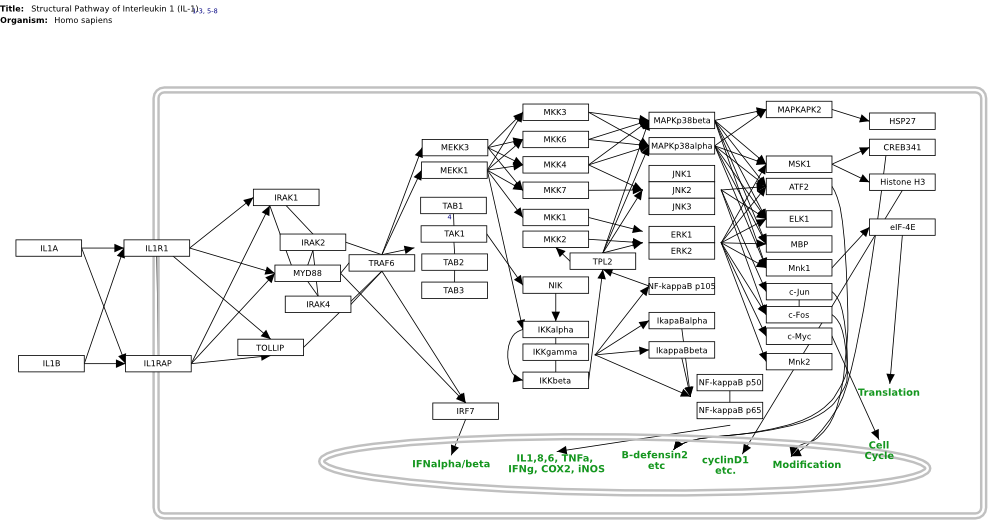 Title: Structural Pathway of Interleukin 1 (IL-1) 1, 3, 5-8
Organism: Homo sapiens
MAPKAPK2
MKK3
MAPKp38beta
HSP27
MEKK3
MKK6
MAPKp38alpha
CREB341
MEKK1
MKK4
MSK1
JNK1
Histone H3
IRAK1
MKK7
JNK2
ATF2
TAB1
JNK3
4
MKK1
ELK1
eIF-4E
IL1A
IL1R1
IRAK2
TAK1
MKK2
ERK1
MBP
ERK2
TRAF6
TAB2
TPL2
Mnk1
MYD88
TAB3
NIK
NF-kappaB p105
c-Jun
IRAK4
c-Fos
IKKalpha
IkapaBalpha
c-Myc
TOLLIP
IKKgamma
IkappaBbeta
IL1B
IL1RAP
Mnk2
IKKbeta
NF-kappaB p50
Translation
IRF7
NF-kappaB p65
IFNalpha/beta
IL1,8,6, TNFa,
IFNg, COX2, iNOS
B-defensin2
etc
cyclinD1
etc.
Modification
Cell
Cycle